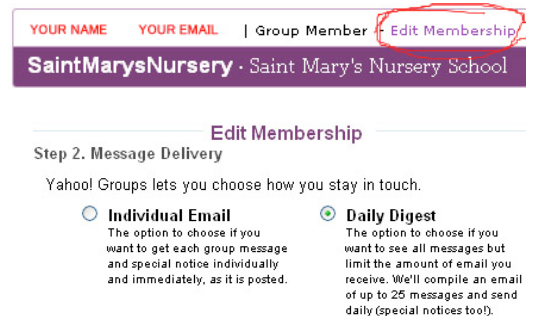 YOUR NAME YOUR EMAIL | Group Member - Edit Membership
SaintMarysNursery · Saint Mary's Nursery School
Edit Membership
Step 2. Message Delivery
Yahoo! Groups lets you choose how you stay in touch.
Individual Email
The option to choose if you
want to get each group message
and special notice individually
and immediately, as it is posted.
Daily Digest
The option to choose if you
want to see all messages but
limit the amount of email you
receive. We'll compile an email
of up to 25 messages and send
daily (special notices too!).